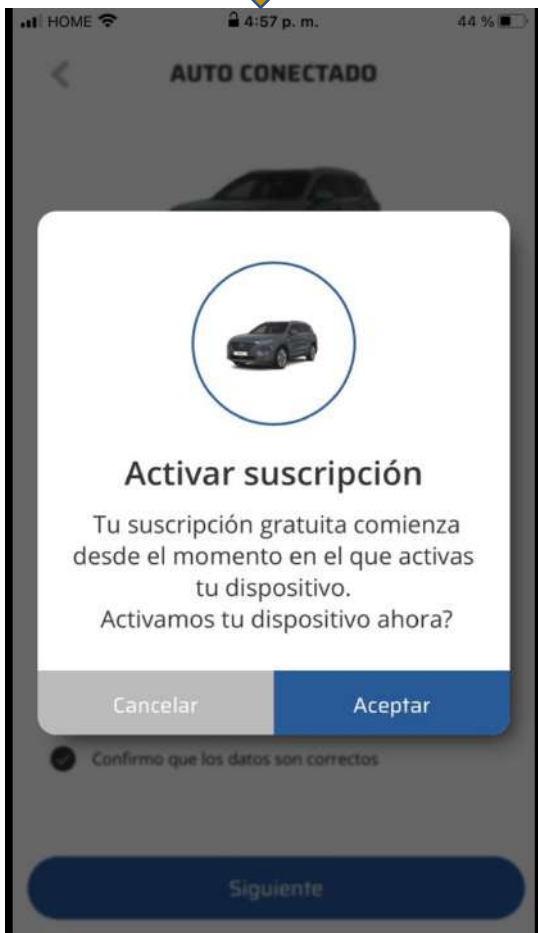 HOME 4:57 p. m. 44 %
AUTO CONECTADO
Activar suscripción
Tu suscripción gratuita comienza
desde el momento en el que activas
tu dispositivo.
Activamos tu dispositivo ahora?
Cancelar Aceptar
Confirmo que los datos son correctos
Siguiente